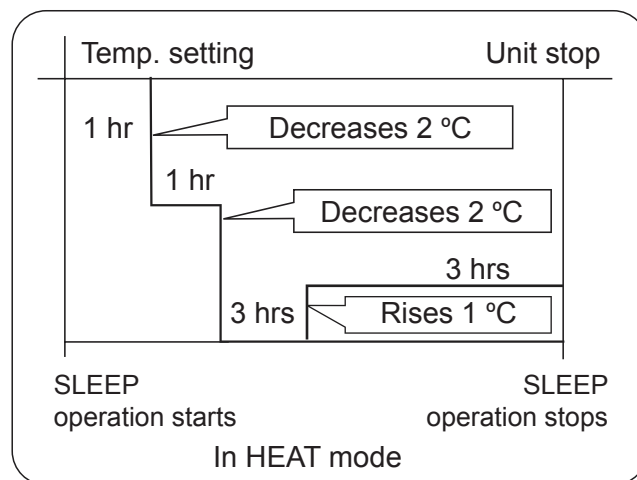 Temp. setting
Unit stop
1 hr
Decreases 2 ºC
1 hr
Decreases 2 ºC
3 hrs
3 hrs
Rises 1 ºC
SLEEP
operation starts
SLEEP
operation stops
In HEAT mode